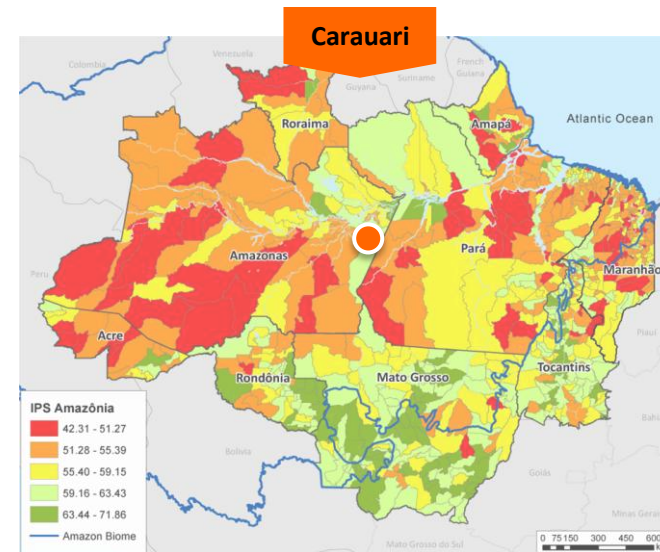 Carauari
Venezuela
Colombia
Guyana
Suriname
French
Guiana
Roraima
Amapá
Atlantic Ocean
Amazonas
Pará
Maranhão
Peru
Acre
Piauí
Rondônia
Mato Grosso
Tocantins
Bahia
IPS Amazônia
42.31 - 51.27
51.28 - 55.39
55.40 - 59.15
59.16 - 63.43
63.44 - 71.86
Amazon Biome
Bolivia
Goiás
Minas Gerai
Mato Grosso do Sul
0 75 150 300 450 600